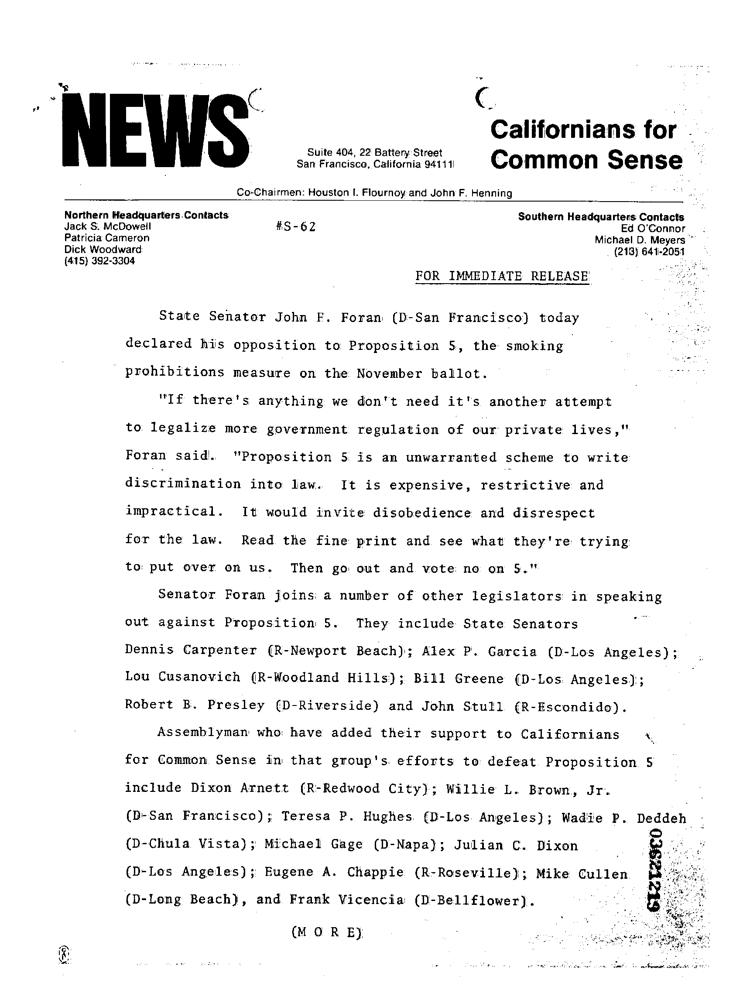 NEWS
Suite 404, 22 Battery Street
San Francisco, California 94111
Californians for
Common Sense
Co-Chairmen: Houston I. Flournoy and John F. Henning
Northern Headquarters Contacts
Jack S. McDowell
Patricia Cameron
Dick Woodward
(415) 392-3304
#S-62
Southern Headquarters Contacts
Ed O'Connor
Michael D. Meyers
(213) 641-2051
FOR IMMEDIATE RELEASE
State Senator John F. Foran (D-San Francisco) today
declared his opposition to Proposition 5, the smoking
prohibitions measure on the November ballot.
"If there's anything we don't need it's another attempt
to legalize more government regulation of our private lives,"
Foran said. "Proposition 5 is an unwarranted scheme to write
discrimination into law. It is expensive, restrictive and
impractical. It would invite disobedience and disrespect
for the law. Read the fine print and see what they're trying
to put over on us. Then go out and vote no on 5."
Senator Foran joins a number of other legislators in speaking
out against Proposition 5. They include State Senators
Dennis Carpenter (R-Newport Beach); Alex P. Garcia (D-Los Angeles);
Lou Cusanovich (R-Woodland Hills); Bill Greene (D-Los Angeles);
Robert B. Presley (D-Riverside) and John Stull (R-Escondido).
Assemblyman who have added their support to Californians
for Common Sense in that group's efforts to defeat Proposition 5
include Dixon Arnett (R-Redwood City); Willie L. Brown, Jr.
(D-San Francisco); Teresa P. Hughes (D-Los Angeles); Wadie P. Deddeh
(D-Chula Vista); Michael Gage (D-Napa); Julian C. Dixon
(D-Los Angeles); Eugene A. Chappie (R-Roseville); Mike Cullen
(D-Long Beach), and Frank Vicencia (D-Bellflower).
(M O R E)
03621219